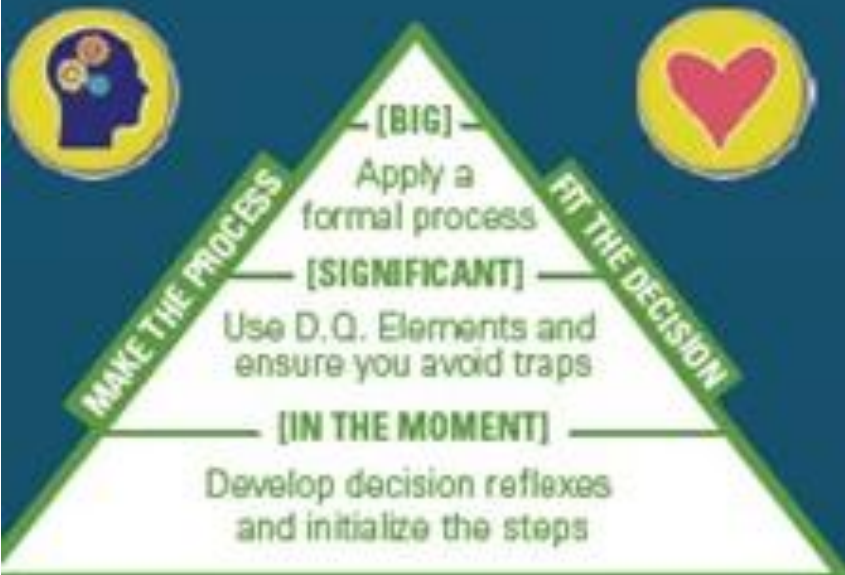 [BIG]
Apply a
formal process
MAKE THE PROCESS
FIT THE DECISION
[SIGNIFICANT]
Use D.Q. Elements and
ensure you avoid traps
[IN THE MOMENT]
Develop decision reflexes
and initialize the steps